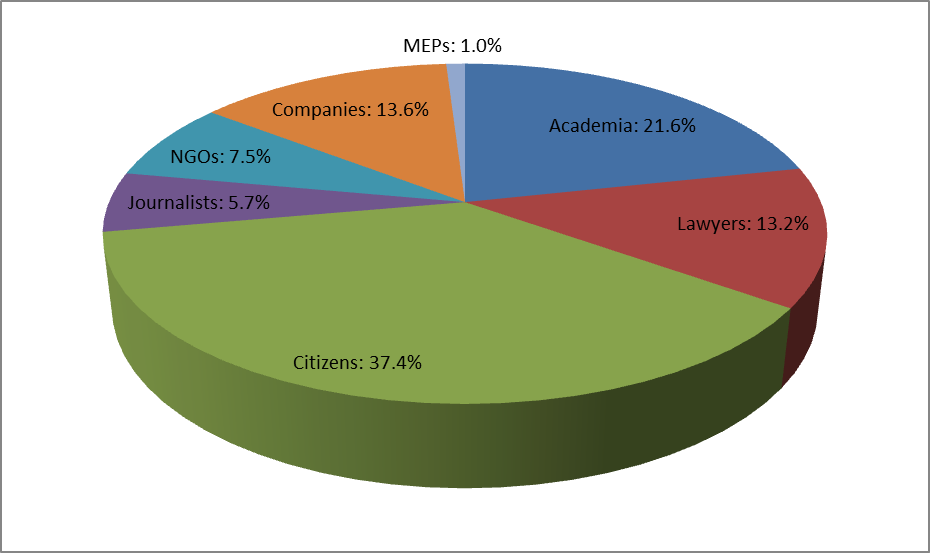 MEPs: 1.0%
Companies: 13.6%
Academia: 21.6%
NGOs: 7.5%
Journalists: 5.7%
Lawyers: 13.2%
Citizens: 37.4%